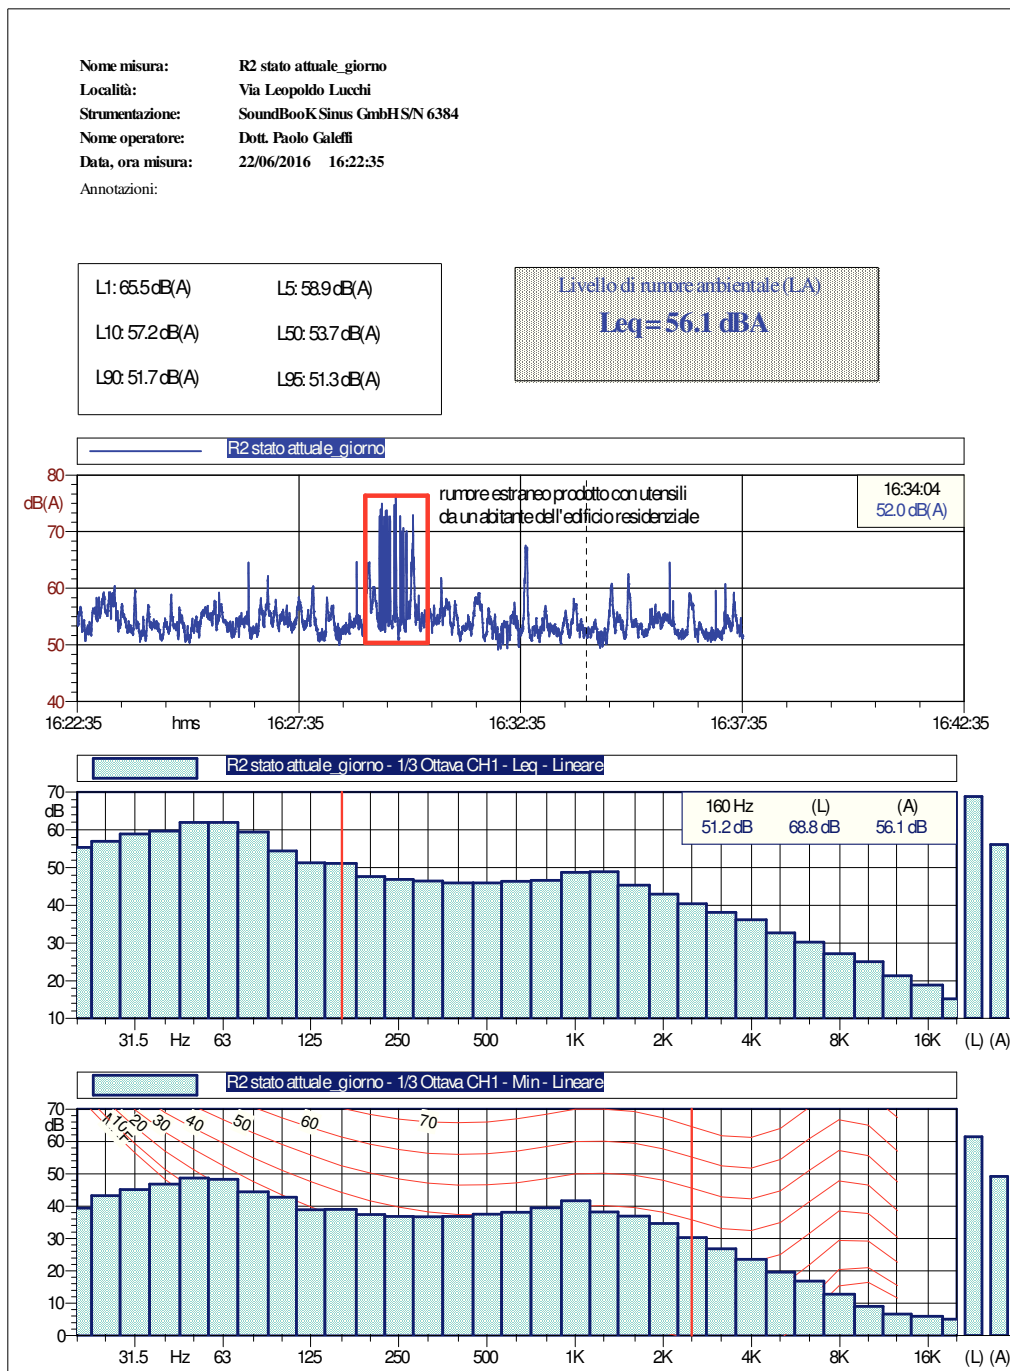 Nome misura: R2 stato attuale_giorno
Località: Via Leopoldo Lucchi
Strumentazione: SoundBooK Sinus GmbH S/N 6384
Nome operatore: Dott. Paolo Galeffi
Data, ora misura: 22/06/2016 16:22:35
Annotazioni:
L1: 65.5 dB(A) L5: 58.9 dB(A)
L10: 57.2 dB(A) L50: 53.7 dB(A)
L90: 51.7 dB(A) L95: 51.3 dB(A)
Livello di rumore ambientale (LA)
Leq = 56.1 dBA
R2 stato attuale_giorno
80
dB(A)
70
60
50
40
rumore estraneo prodotto con utensili
da un abitante dell'edificio residenziale
16:34:04
52.0 dB(A)
16:22:35 hms 16:27:35 16:32:35 16:37:35 16:42:35
R2 stato attuale_giorno - 1/3 Ottava CH1 - Leq - Lineare
70
dB
60
50
40
30
20
10
160 Hz (L) (A)
51.2 dB 68.8 dB 56.1 dB
31.5 Hz 63 125 250 500 1K 2K 4K 8K 16K (L) (A)
R2 stato attuale_giorno - 1/3 Ottava CH1 - Min - Lineare
70
dB
60
50
40
30
20
10
0
10 20 30 40 50 60 70
31.5 Hz 63 125 250 500 1K 2K 4K 8K 16K (L) (A)